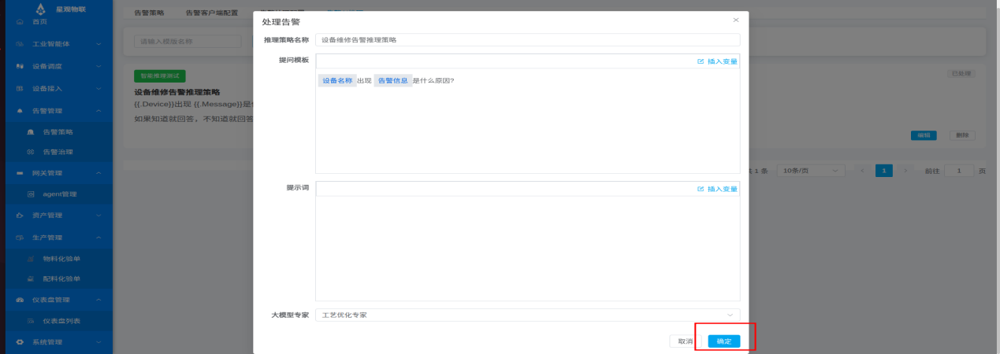 星观物联
首页
工业智能体
设备调度
设备接入
告警管理
告警策略
告警治理
网关管理
agent管理
资产管理
生产管理
物料化验单
配料化验单
仪表盘管理
仪表盘列表
系统管理
告警策略 告警客户端配置
请输入模版名称
智能推理测试
设备维修告警推理策略
{{.Device}}出现 {{.Message}}是
如果知道就回答，不知道就回答
已处理
编辑 删除
共 1 条 10条/页 1 前往 1 页
处理告警
推理策略名称 设备维修告警推理策略
提问模板 插入变量
设备名称 出现 告警信息 是什么原因?
提示词 插入变量
大模型专家 工艺优化专家
取消 确定